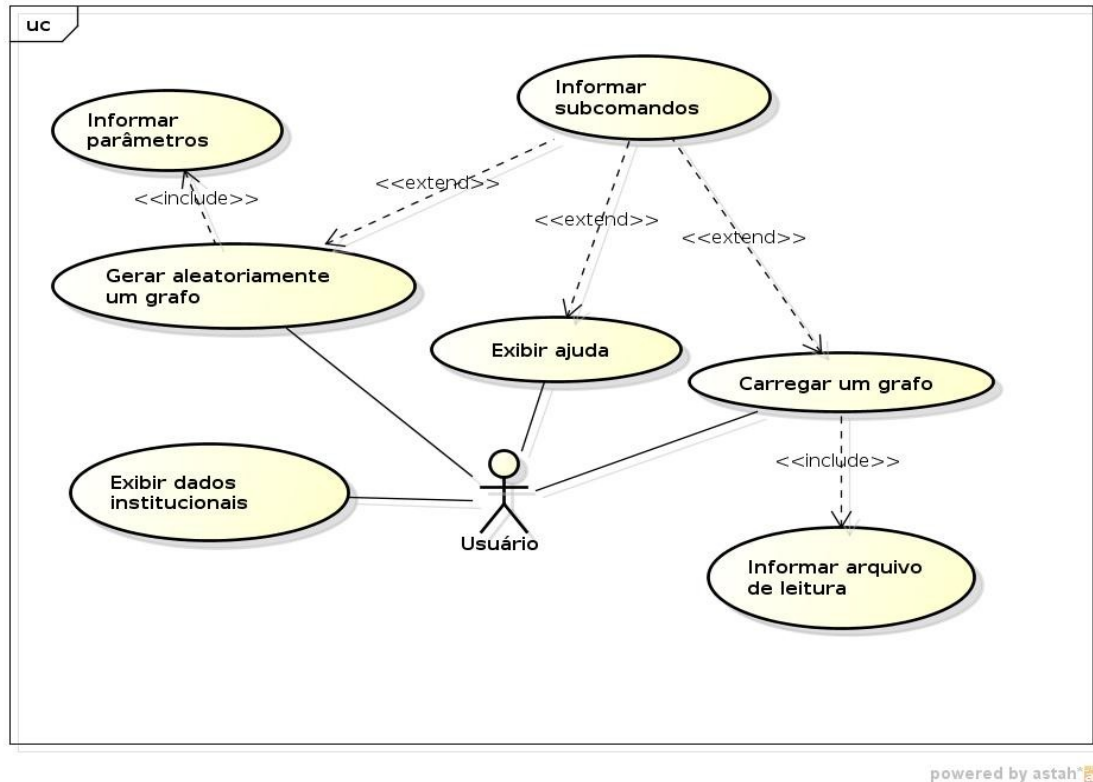 uc
Informar
subcomandos
Informar
parâmetros
<<include>>
<<extend>>
<<extend>>
<<extend>>
Gerar aleatoriamente
um grafo
Exibir ajuda
Carregar um grafo
<<include>>
Exibir dados
institucionais
Usuário
Informar arquivo
de leitura
powered by astah*